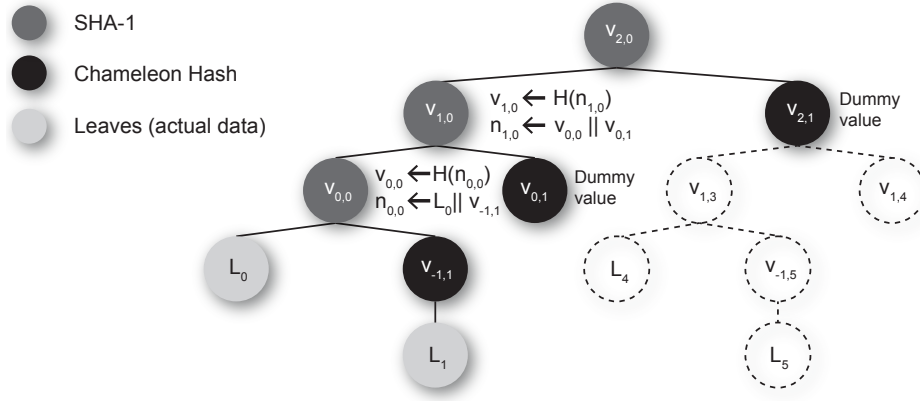 SHA-1
Chameleon Hash
Leaves (actual data)
v2,0
v1,0
v1,0 ← H(n1,0)
n1,0 ← v0,0 || v0,1
v2,1
Dummy
value
v0,0
v0,0 ←H(n0,0)
n0,0 ←L0|| v-1,1
v0,1
Dummy
value
v1,3
v1,4
L0
v-1,1
L4
v-1,5
L1
L5